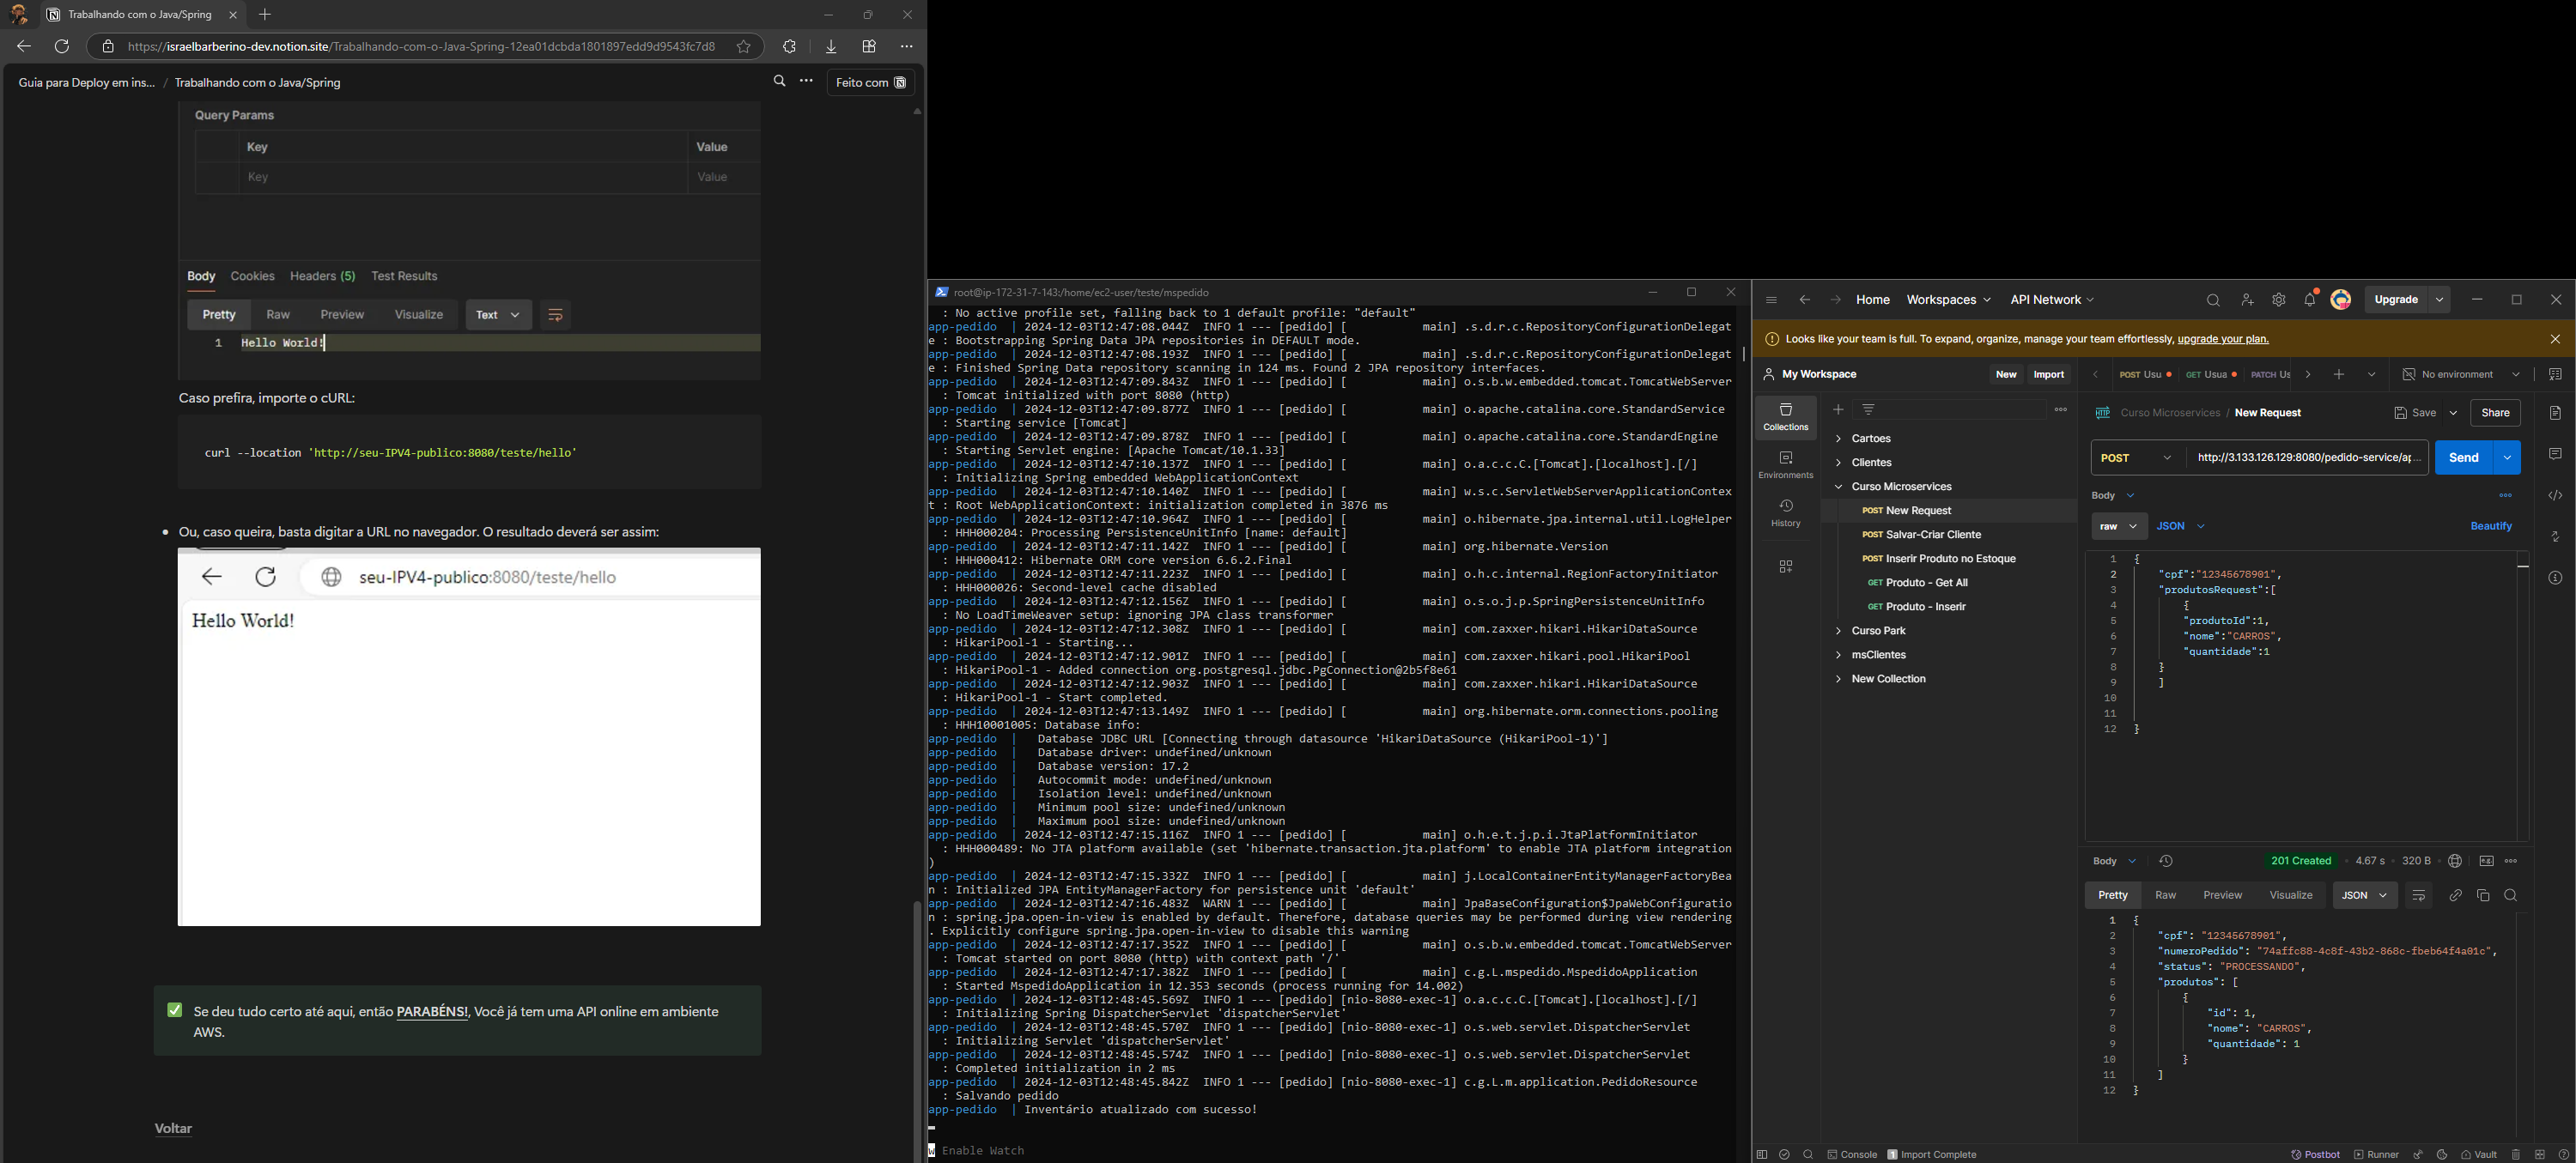 Trabalhando com o Java/Spring
https://israelbarberino-dev.notion.site/Trabalhando-com-o-Java-Spring-12ea01dcbda1801897edd9d9543fc7d8
Guia para Deploy em ins... / Trabalhando com o Java/Spring
Feito com
Query Params
Key Value
Key Value
Body Cookies Headers (5) Test Results
Pretty Raw Preview Visualize Text
1 Hello World!
Caso prefira, importe o cURL:
curl --location 'http://seu-IPV4-publico:8080/teste/hello'
• Ou, caso queira, basta digitar a URL no navegador. O resultado deverá ser assim:
seu-IPV4-publico:8080/teste/hello
Hello World!
Se deu tudo certo até aqui, então PARABÉNS!, Você já tem uma API online em ambiente
AWS.
Voltar
root@ip-172-31-7-143:/home/ec2-user/teste/mspedido
: No active profile set, falling back to 1 default profile: "default"
app-pedido | 2024-12-03T12:47:08.044Z INFO 1 --- [pedido] [ main] .s.d.r.c.RepositoryConfigurationDelegat
e : Bootstrapping Spring Data JPA repositories in DEFAULT mode.
app-pedido | 2024-12-03T12:47:08.193Z INFO 1 --- [pedido] [ main] .s.d.r.c.RepositoryConfigurationDelegat
e : Finished Spring Data repository scanning in 124 ms. Found 2 JPA repository interfaces.
app-pedido | 2024-12-03T12:47:09.843Z INFO 1 --- [pedido] [ main] o.s.b.w.embedded.tomcat.TomcatWebServer
: Tomcat initialized with port 8080 (http)
app-pedido | 2024-12-03T12:47:09.877Z INFO 1 --- [pedido] [ main] o.apache.catalina.core.StandardService
: Starting service [Tomcat]
app-pedido | 2024-12-03T12:47:09.878Z INFO 1 --- [pedido] [ main] o.apache.catalina.core.StandardEngine
: Starting Servlet engine: [Apache Tomcat/10.1.33]
app-pedido | 2024-12-03T12:47:10.137Z INFO 1 --- [pedido] [ main] o.a.c.c.C.[Tomcat].[localhost].[/]
: Initializing Spring embedded WebApplicationContext
app-pedido | 2024-12-03T12:47:10.140Z INFO 1 --- [pedido] [ main] w.s.c.ServletWebServerApplicationContex
t : Root WebApplicationContext: initialization completed in 3876 ms
app-pedido | 2024-12-03T12:47:10.964Z INFO 1 --- [pedido] [ main] o.hibernate.jpa.internal.util.LogHelper
: HHH000204: Processing PersistenceUnitInfo [name: default]
app-pedido | 2024-12-03T12:47:11.142Z INFO 1 --- [pedido] [ main] org.hibernate.Version
: HHH000412: Hibernate ORM core version 6.6.2.Final
app-pedido | 2024-12-03T12:47:11.223Z INFO 1 --- [pedido] [ main] o.h.c.internal.RegionFactoryInitiator
: HHH000026: Second-level cache disabled
app-pedido | 2024-12-03T12:47:12.156Z INFO 1 --- [pedido] [ main] o.s.o.j.p.SpringPersistenceUnitInfo
: No LoadTimeWeaver setup: ignoring JPA class transformer
app-pedido | 2024-12-03T12:47:12.308Z INFO 1 --- [pedido] [ main] com.zaxxer.hikari.HikariDataSource
: HikariPool-1 - Starting...
app-pedido | 2024-12-03T12:47:12.901Z INFO 1 --- [pedido] [ main] com.zaxxer.hikari.pool.HikariPool
: HikariPool-1 - Added connection org.postgresql.jdbc.PgConnection@2b5f8e61
app-pedido | 2024-12-03T12:47:12.903Z INFO 1 --- [pedido] [ main] com.zaxxer.hikari.HikariDataSource
: HikariPool-1 - Start completed.
app-pedido | 2024-12-03T12:47:13.149Z INFO 1 --- [pedido] [ main] org.hibernate.orm.connections.pooling
: HHH10001005: Database info:
app-pedido | Database JDBC URL [Connecting through datasource 'HikariDataSource (HikariPool-1)']
app-pedido | Database driver: undefined/unknown
app-pedido | Database version: 17.2
app-pedido | Autocommit mode: undefined/unknown
app-pedido | Isolation level: undefined/unknown
app-pedido | Minimum pool size: undefined/unknown
app-pedido | Maximum pool size: undefined/unknown
app-pedido | 2024-12-03T12:47:15.116Z INFO 1 --- [pedido] [ main] o.h.e.t.j.p.i.JtaPlatformInitiator
: HHH000489: No JTA platform available (set 'hibernate.transaction.jta.platform' to enable JTA platform integration
)
app-pedido | 2024-12-03T12:47:15.332Z INFO 1 --- [pedido] [ main] j.LocalContainerEntityManagerFactoryBea
n : Initialized JPA EntityManagerFactory for persistence unit 'default'
app-pedido | 2024-12-03T12:47:16.483Z WARN 1 --- [pedido] [ main] JpaBaseConfiguration$JpaWebConfiguratio
n : spring.jpa.open-in-view is enabled by default. Therefore, database queries may be performed during view rendering
. Explicitly configure spring.jpa.open-in-view to disable this warning
app-pedido | 2024-12-03T12:47:17.352Z INFO 1 --- [pedido] [ main] o.s.b.w.embedded.tomcat.TomcatWebServer
: Tomcat started on port 8080 (http) with context path '/'
app-pedido | 2024-12-03T12:47:17.382Z INFO 1 --- [pedido] [ main] c.g.L.mspedido.MspedidoApplication
: Started MspedidoApplication in 12.353 seconds (process running for 14.002)
app-pedido | 2024-12-03T12:48:45.569Z INFO 1 --- [pedido] [nio-8080-exec-1] o.a.c.c.C.[Tomcat].[localhost].[/]
: Initializing Spring DispatcherServlet 'dispatcherServlet'
app-pedido | 2024-12-03T12:48:45.570Z INFO 1 --- [pedido] [nio-8080-exec-1] o.s.web.servlet.DispatcherServlet
: Initializing Servlet 'dispatcherServlet'
app-pedido | 2024-12-03T12:48:45.574Z INFO 1 --- [pedido] [nio-8080-exec-1] o.s.web.servlet.DispatcherServlet
: Completed initialization in 2 ms
app-pedido | 2024-12-03T12:48:45.842Z INFO 1 --- [pedido] [nio-8080-exec-1] c.g.L.m.application.PedidoResource
: Salvando pedido
app-pedido | Inventário atualizado com sucesso!
w Enable Watch
Home Workspaces API Network Upgrade
Looks like your team is full. To expand, organize, manage your team effortlessly, upgrade your plan.
My Workspace New Import
POST Usu GET Usua PATCH Us No environment
Collections
Environments
History
Cartoes
Clientes
Curso Microservices
POST New Request
POST Salvar-Criar Cliente
POST Inserir Produto no Estoque
GET Produto - Get All
GET Produto - Inserir
Curso Park
msClientes
New Collection
HTTP Curso Microservices / New Request Save Share
POST http://3.133.126.129:8080/pedido-service/ap... Send
Body
raw JSON Beautify
1 {
2 "cpf":"12345678901",
3 "produtosRequest":[
4 {
5 "produtoId":1,
6 "nome":"CARROS",
7 "quantidade":1
8 }
9 ]
10
11
12 }
Body 201 Created 4.67 s 320 B
Pretty Raw Preview Visualize JSON
1 {
2 "cpf": "12345678901",
3 "numeroPedido": "74affc88-4c8f-43b2-868c-fbeb64f4a01c",
4 "status": "PROCESSANDO",
5 "produtos": [
6 {
7 "id": 1,
8 "nome": "CARROS",
9 "quantidade": 1
10 }
11 ]
12 }
Console 1 Import Complete Postbot Runner Vault